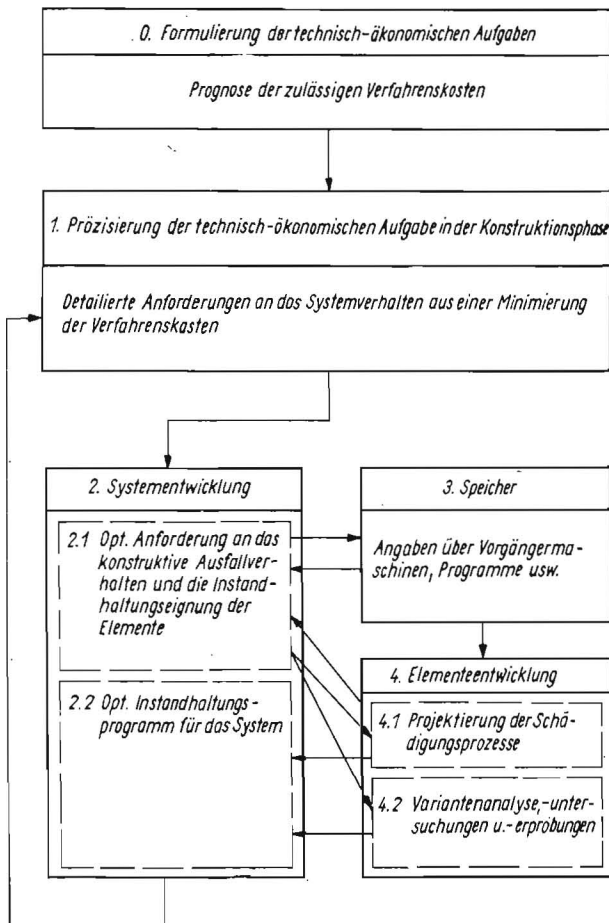 0. Formulierung der technisch-ökonomischen Aufgaben
Prognose der zulässigen Verfahrenskosten
1. Präzisierung der technisch-ökonomischen Aufgabe in der Konstruktionsphase
Detailierte Anforderungen an das Systemverhalten aus einer Minimierung
der Verfahrenskasten
2. Systementwicklung
2.1 Opt. Anforderung an das
konstruktive Ausfallver-
halten und die Instand-
haltungseignung der
Elemente
2.2 Opt. Instandhaltungs-
programm für das System
3. Speicher
Angaben über Vorgängerma-
schinen, Programme usw.
4. Elementeentwicklung
4.1 Projektierung der Schä-
digungsprozesse
4.2 Variantenanalyse,-unter-
suchungen u.-erprobungen